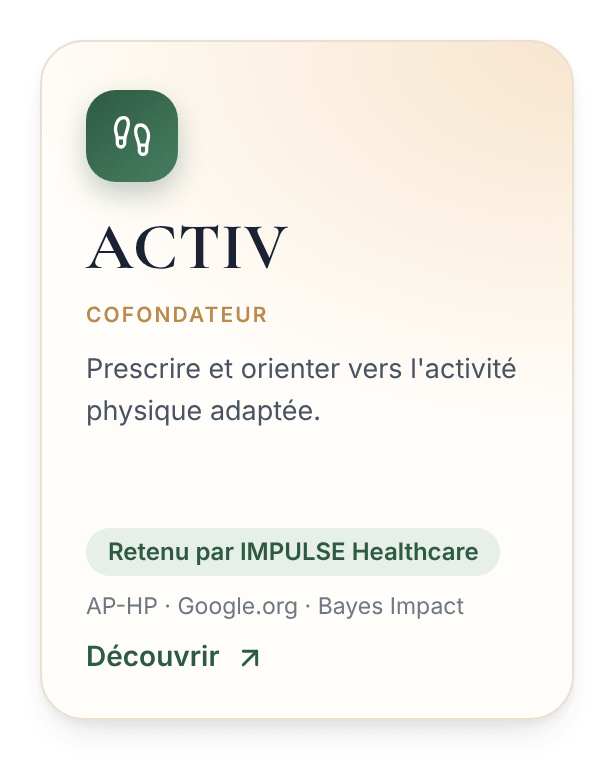 ACTIV
COFONDATEUR
Prescrire et orienter vers l'activité
physique adaptée.
Retenu par IMPULSE Healthcare
AP-HP · Google.org · Bayes Impact
Découvrir ↗